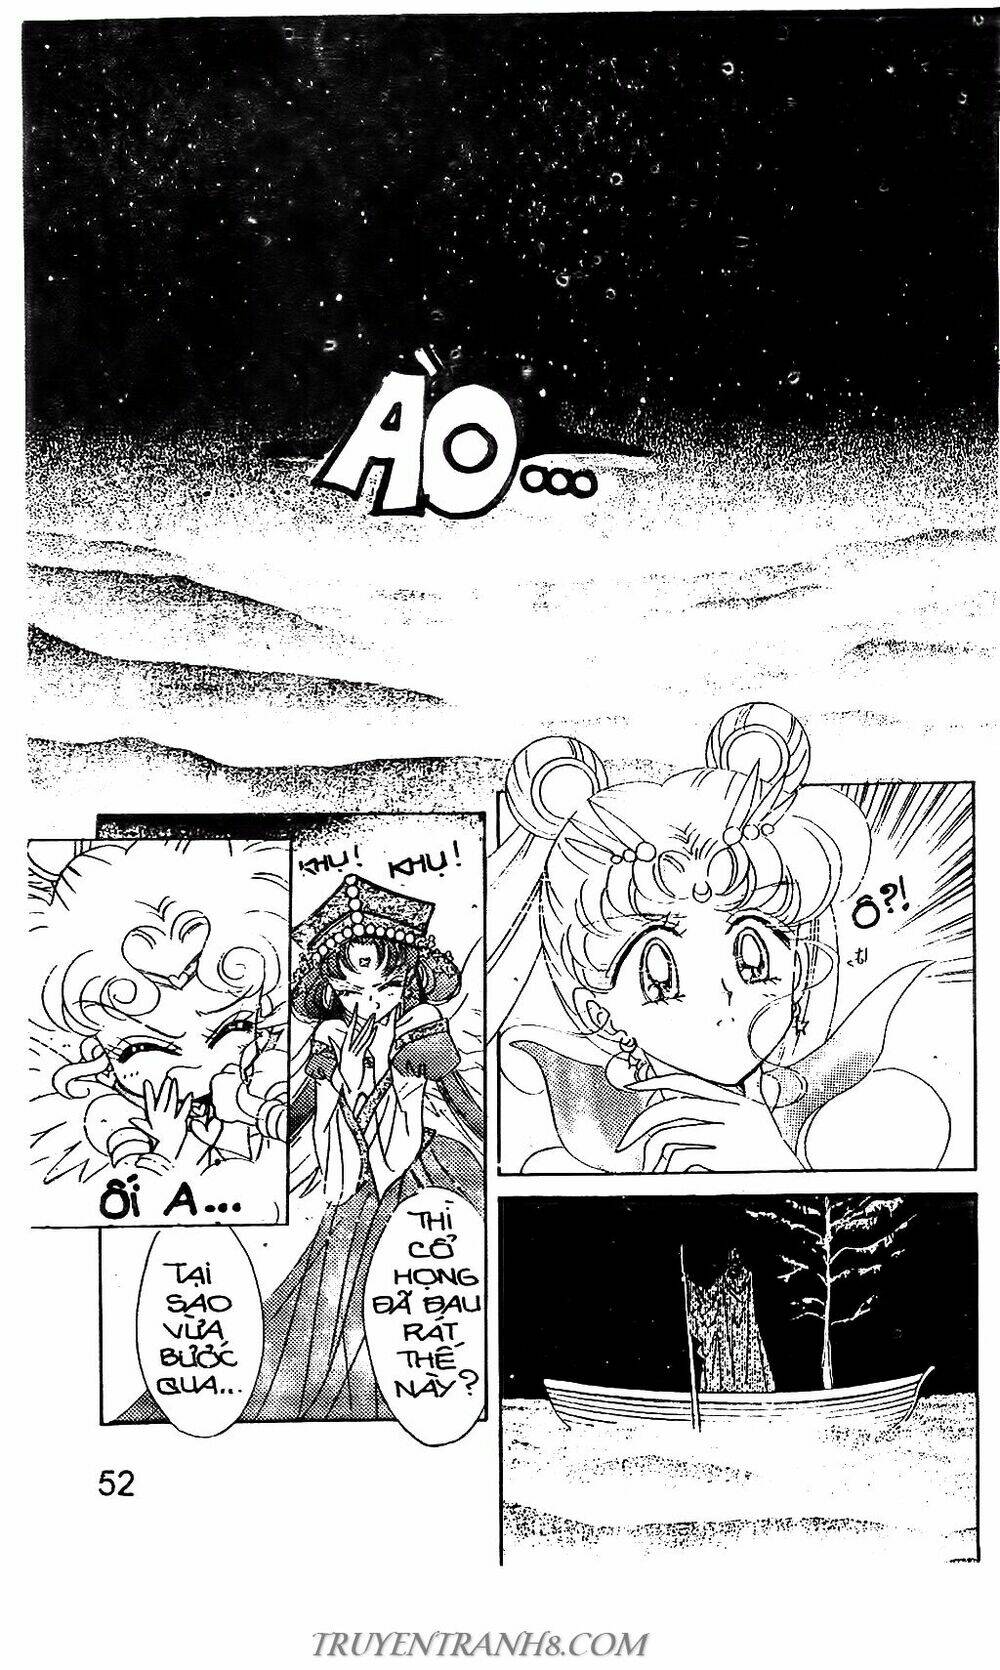 ÀO...
KHỤ!
KHỤ!
Ô?!
ỐI A...
TẠI
SAO
VỪA
BƯỚC
QUA...
THÌ
CỔ
HỌNG
ĐÃ ĐAU
RÁT
THẾ
NÀY?
52
TRUYENTRANH8.COM